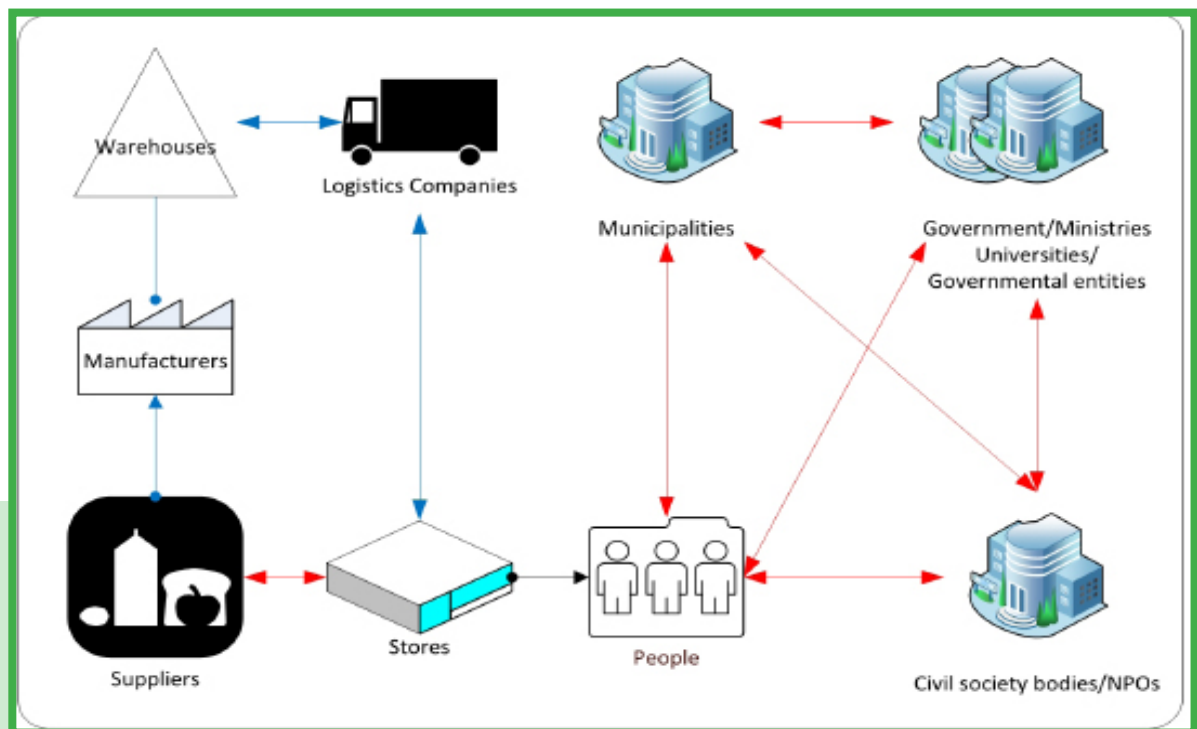 Warehouses
Logistics Companies
Municipalities
Government/Ministries
Universities/
Governmental entities
Manufacturers
Suppliers
Stores
People
Civil society bodies/NPOs